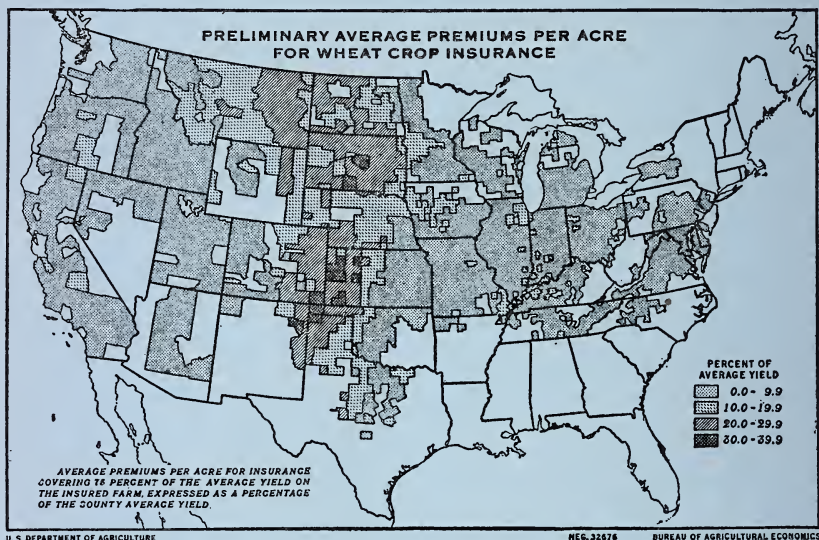 PRELIMINARY AVERAGE PREMIUMS PER ACRE
FOR WHEAT CROP INSURANCE
PERCENT OF
AVERAGE YIELD
0.0 - 9.9
10.0 - 19.9
20.0 - 29.9
30.0 - 39.9
AVERAGE PREMIUMS PER ACRE FOR INSURANCE
COVERING 75 PERCENT OF THE AVERAGE YIELD ON
THE INSURED FARM, EXPRESSED AS A PERCENTAGE
OF THE COUNTY AVERAGE YIELD.
U.S. DEPARTMENT OF AGRICULTURE
NEG. 32676
BUREAU OF AGRICULTURAL ECONOMICS